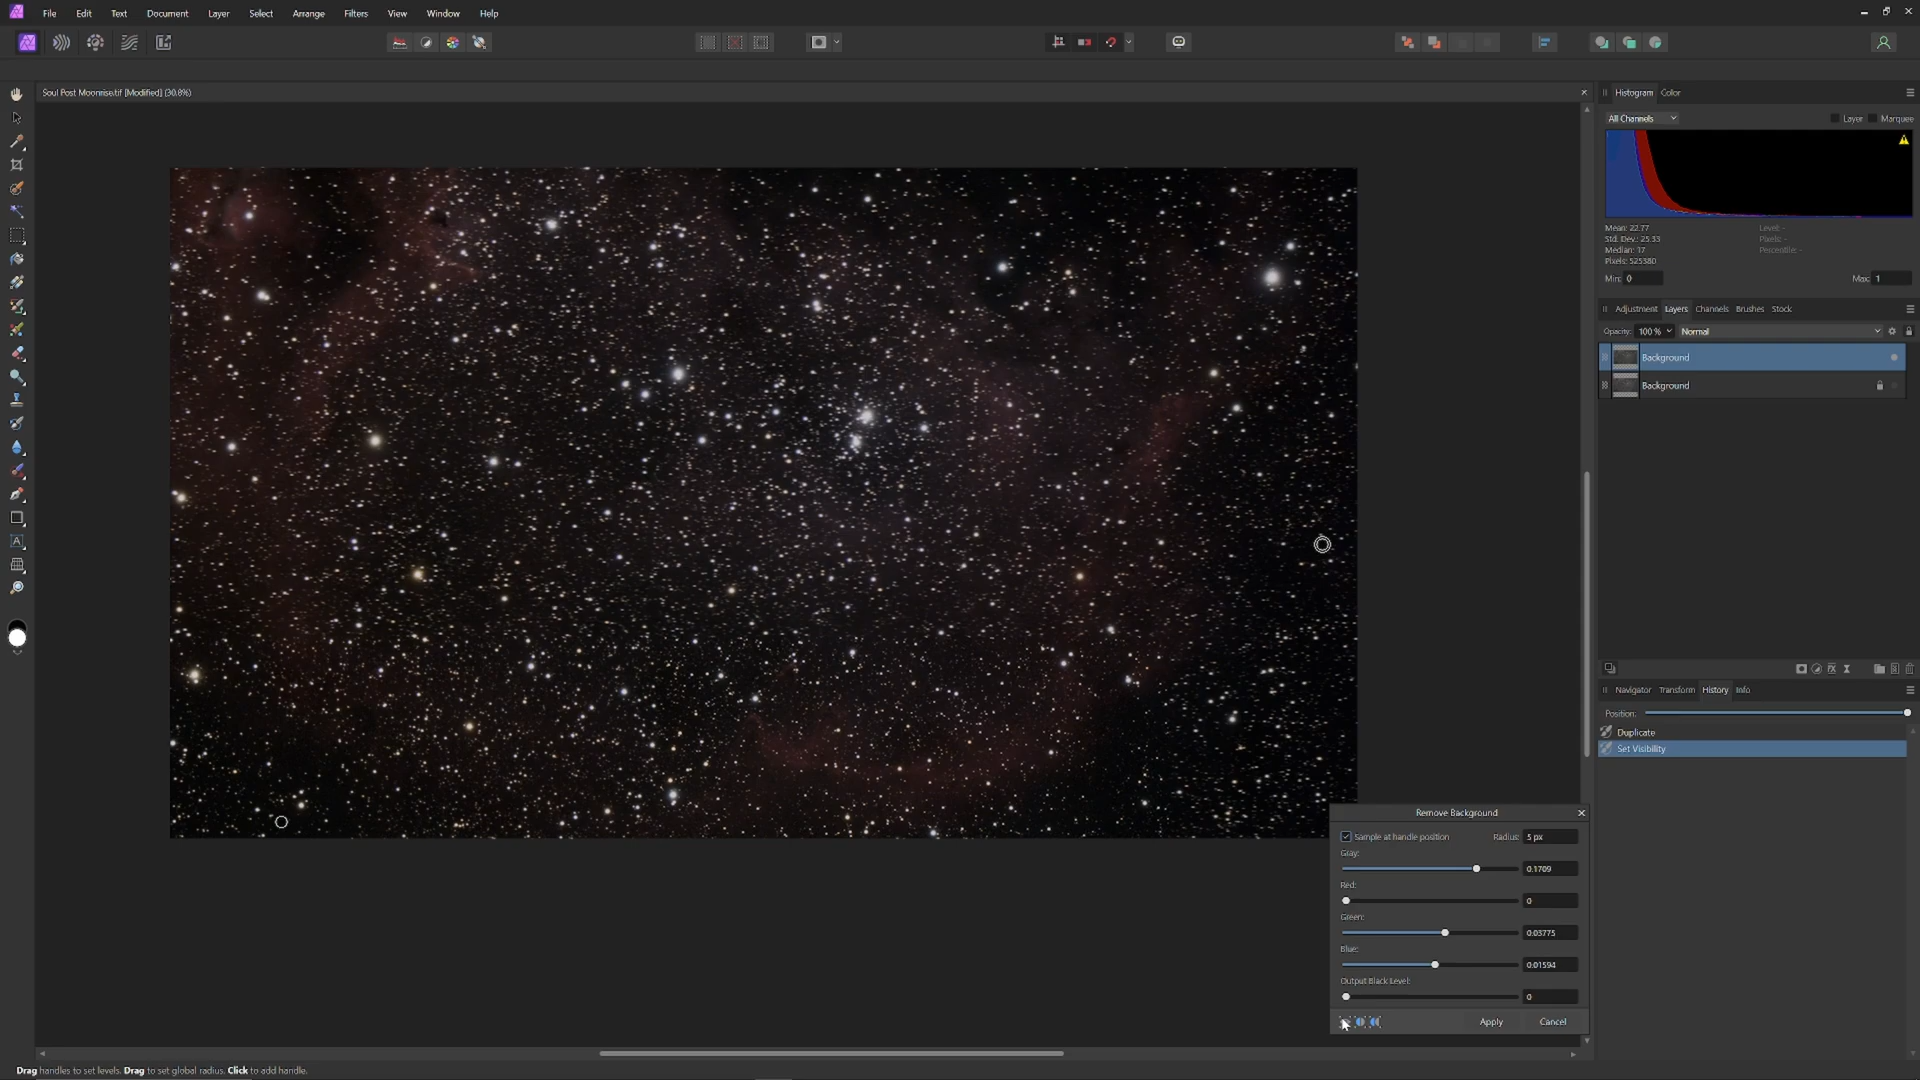 File Edit Text Document Layer Select Arrange Filters View Window Help
Soul Post Moonrise.tif [Modified] (30.8%)
Histogram Color
All Channels Layer Marquee
Mean: 22.77 Level: -
Std. Dev.: 25.33 Pixels: -
Median: 17 Percentile: -
Pixels: 525380
Min: 0 Max: 1
Adjustment Layers Channels Brushes Stock
Opacity: 100 % Normal
Background
Background
Navigator Transform History Info
Position:
Duplicate
Set Visibility
Remove Background
Sample at handle position Radius: 5 px
Gray:
0.1709
Red:
0
Green:
0.03775
Blue:
0.01594
Output Black Level:
0
Apply Cancel
Drag handles to set levels. Drag to set global radius. Click to add handle.